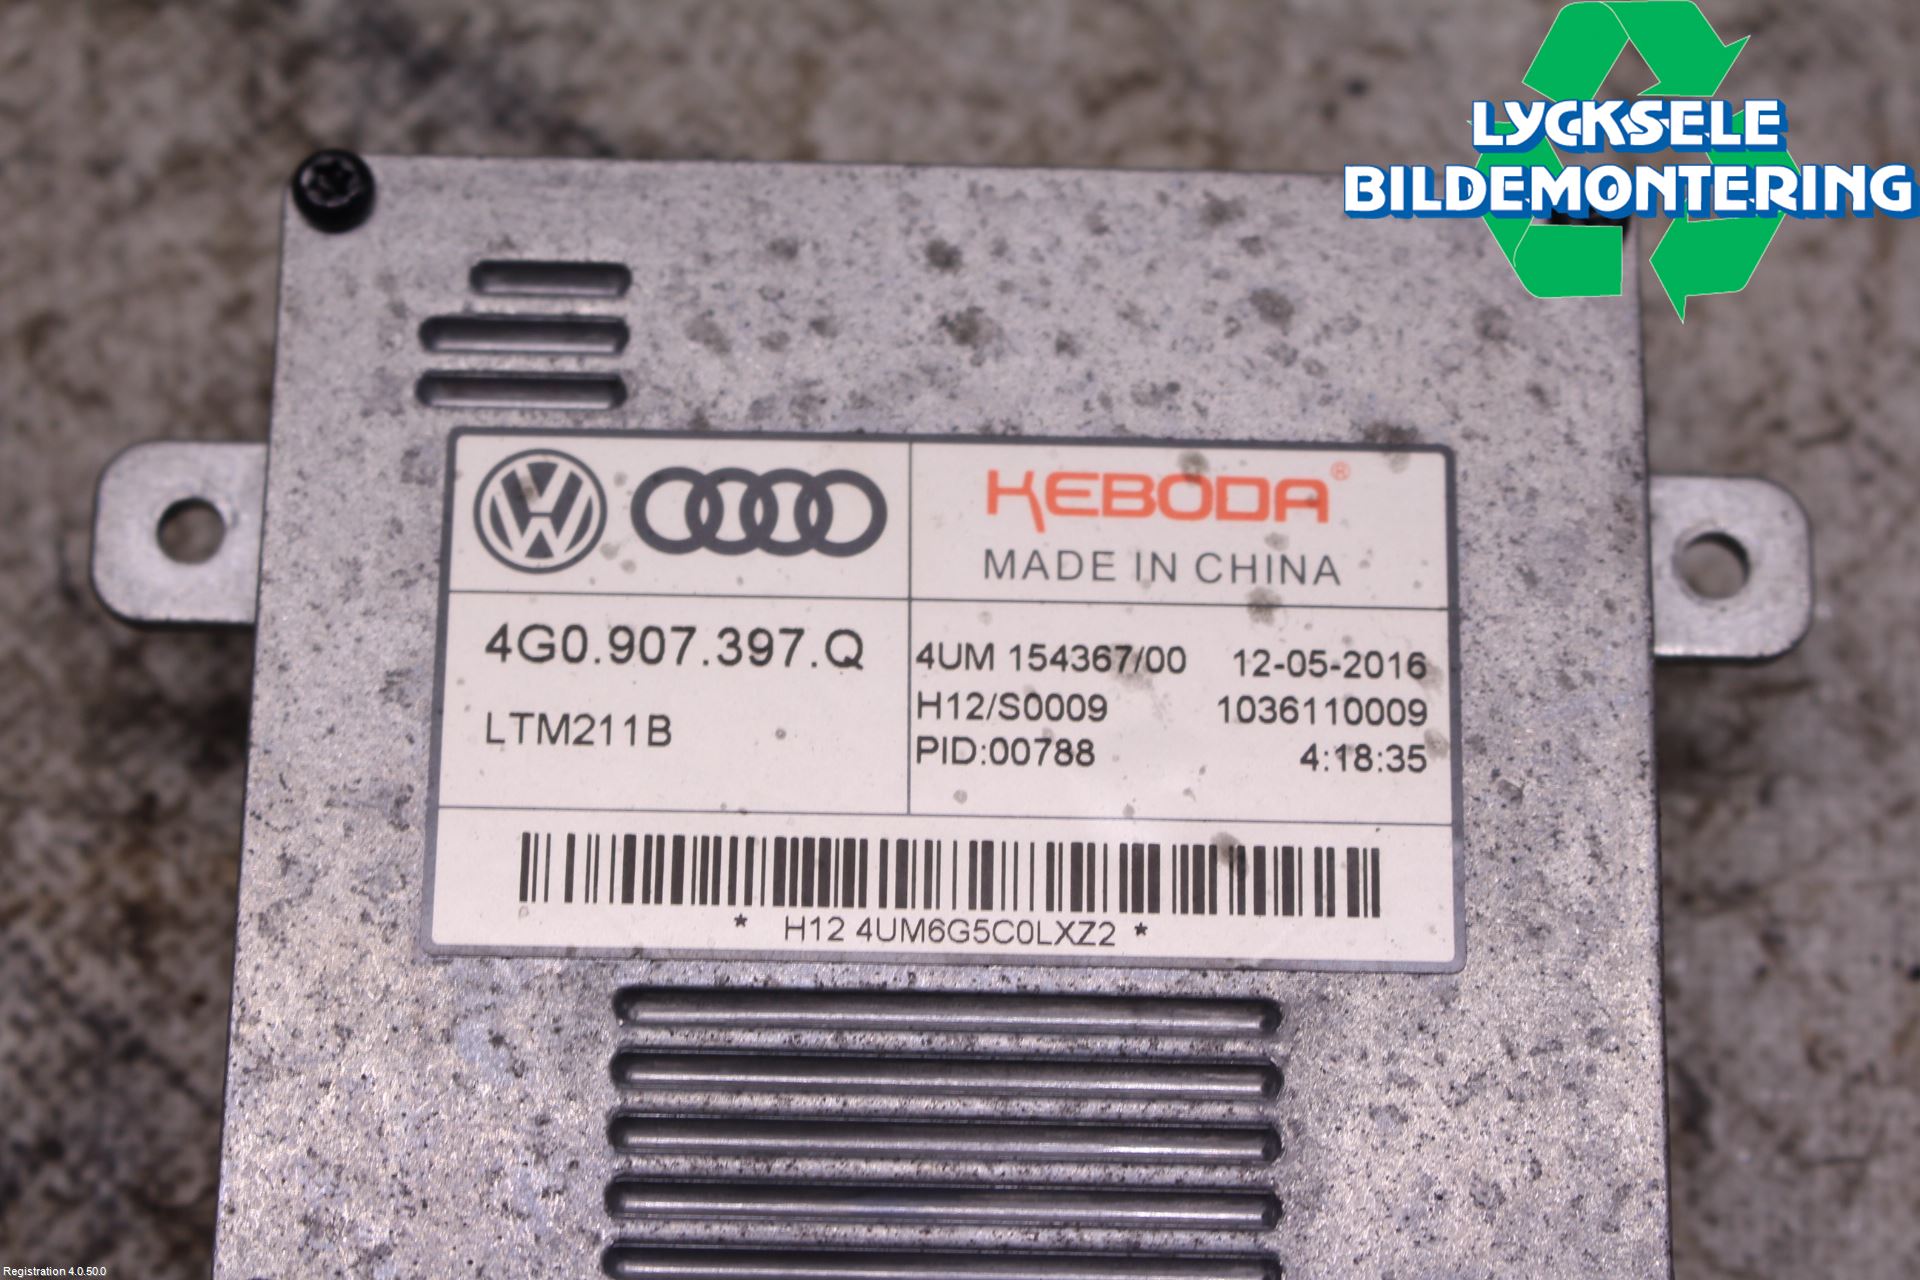 LYCKSELE
BILDEMONTERING
KEBODA®
MADE IN CHINA
4G0.907.397.Q
LTM211B
4UM 154367/00 12-05-2016
H12/S0009 1036110009
PID:00788 4:18:35
* H12 4UM6G5C0LXZ2 *
Registration 4.0.50.0